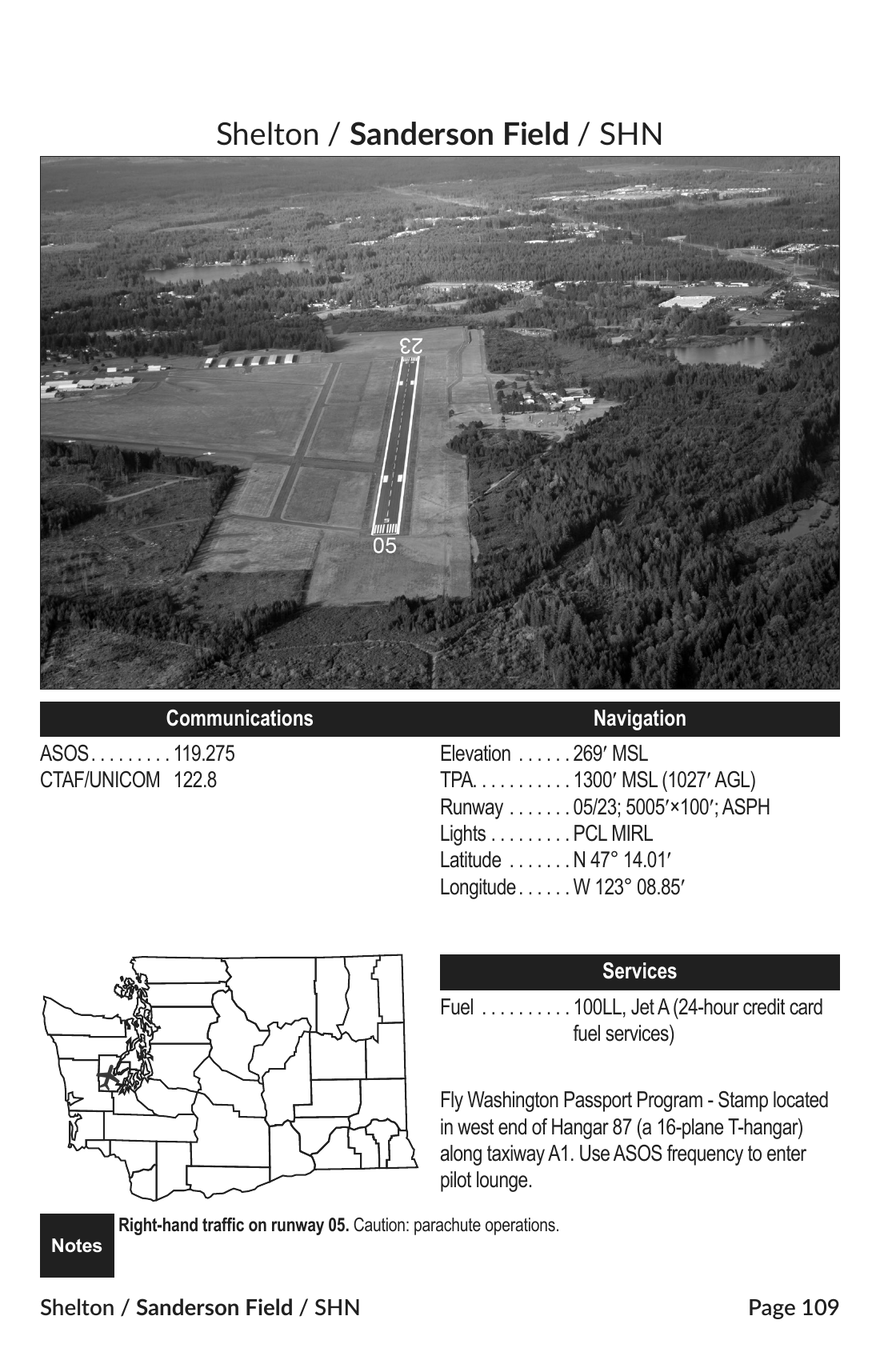 Shelton / Sanderson Field / SHN
23
05
Communications
ASOS......... 119.275
CTAF/UNICOM 122.8
Navigation
Elevation ...... 269′ MSL
TPA........... 1300′ MSL (1027′ AGL)
Runway ....... 05/23; 5005′×100′; ASPH
Lights ......... PCL MIRL
Latitude ....... N 47° 14.01′
Longitude...... W 123° 08.85′
Services
Fuel .......... 100LL, Jet A (24-hour credit card
fuel services)
Fly Washington Passport Program - Stamp located
in west end of Hangar 87 (a 16-plane T-hangar)
along taxiway A1. Use ASOS frequency to enter
pilot lounge.
Notes
Right-hand traffic on runway 05. Caution: parachute operations.
Shelton / Sanderson Field / SHN
Page 109